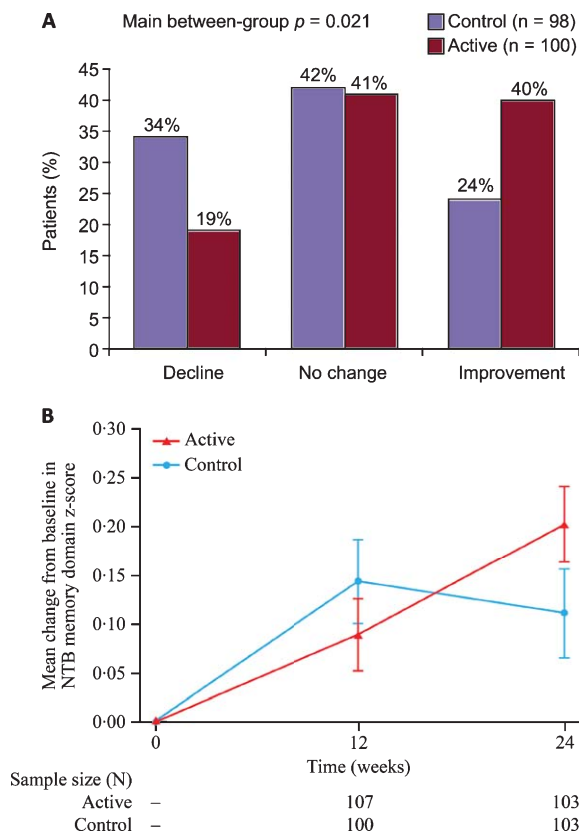 A
Main between-group p = 0.021
Control (n = 98)
Active (n = 100)
Patients (%)
45
40
35
30
25
20
15
10
5
0
34%
19%
42%
41%
24%
40%
Decline
No change
Improvement
B
Mean change from baseline in
NTB memory domain z-score
0·30
0·25
0·20
0·15
0·10
0·05
0·00
Active
Control
0
12
24
Time (weeks)
Sample size (N)
Active – 107 103
Control – 100 103